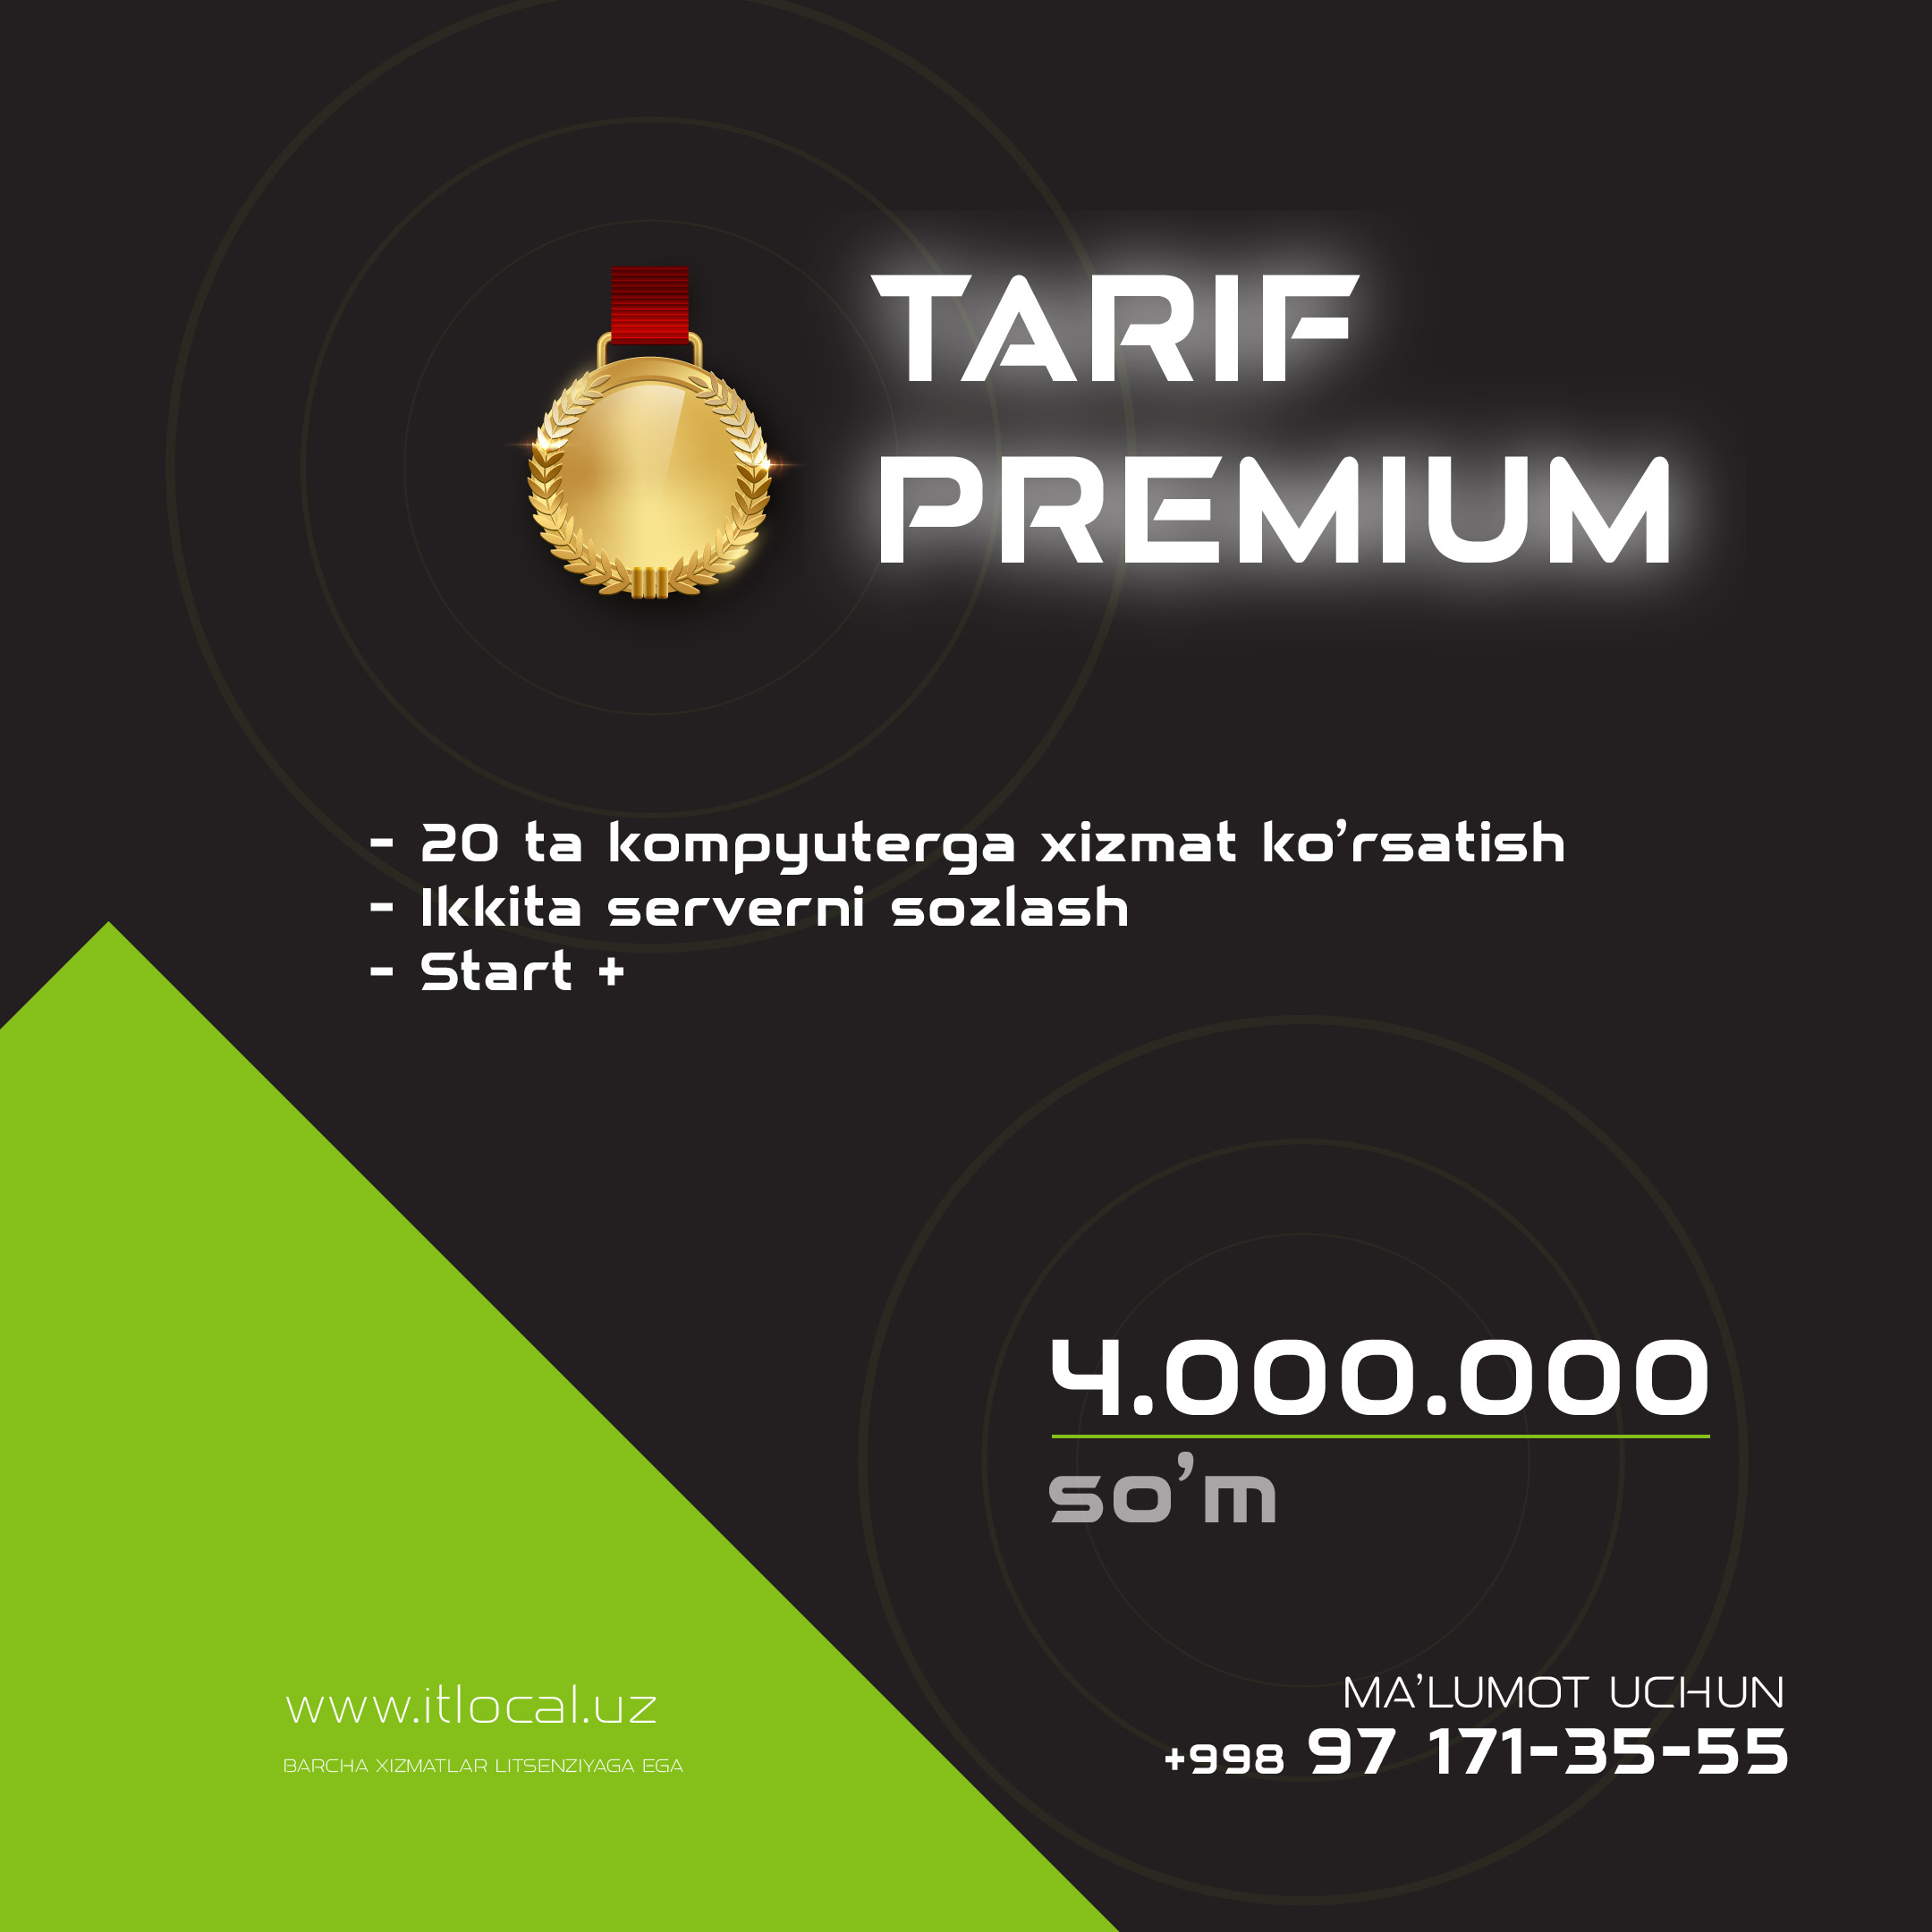 TARIF
PREMIUM
- 20 ta kompyuterga xizmat ko’rsatish
- Ikkita serverni sozlash
- Start +
4.000.000
so’m
www.itlocal.uz
BARCHA XIZMATLAR LITSENZIYAGA EGA
MA’LUMOT UCHUN
+998 97 171-35-55